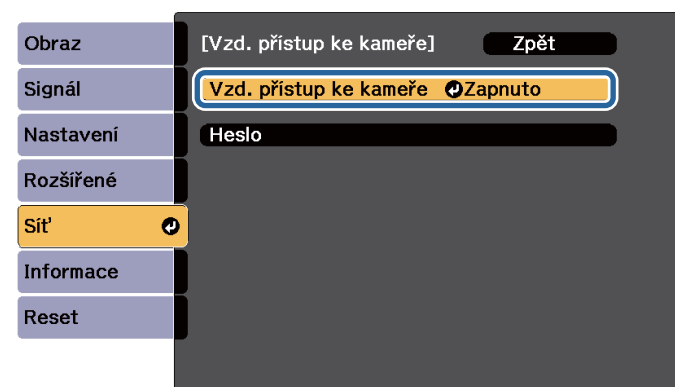 Obraz
Signál
Nastavení
Rozšířené
Síť
Informace
Reset
[Vzd. přístup ke kameře] Zpět
Vzd. přístup ke kameře Zapnuto
Heslo